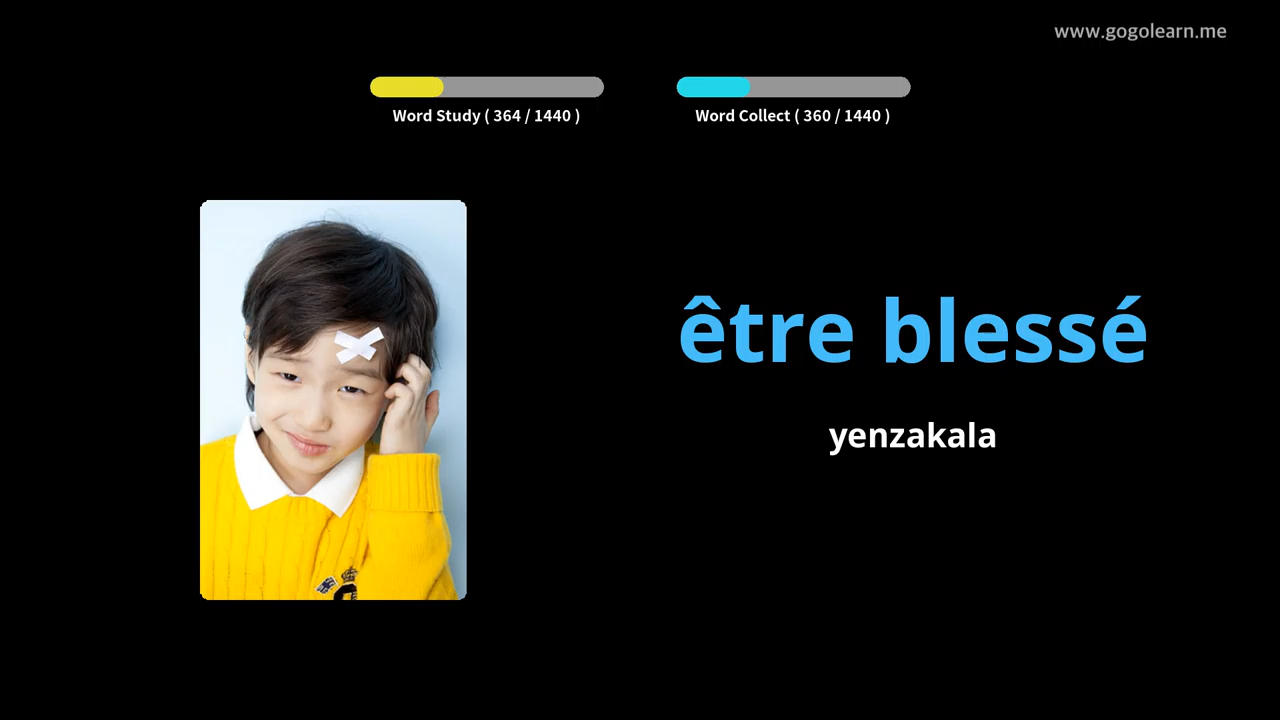 www.gogolearn.me
Word Study ( 364 / 1440 )
Word Collect ( 360 / 1440 )
être blessé
yenzakala